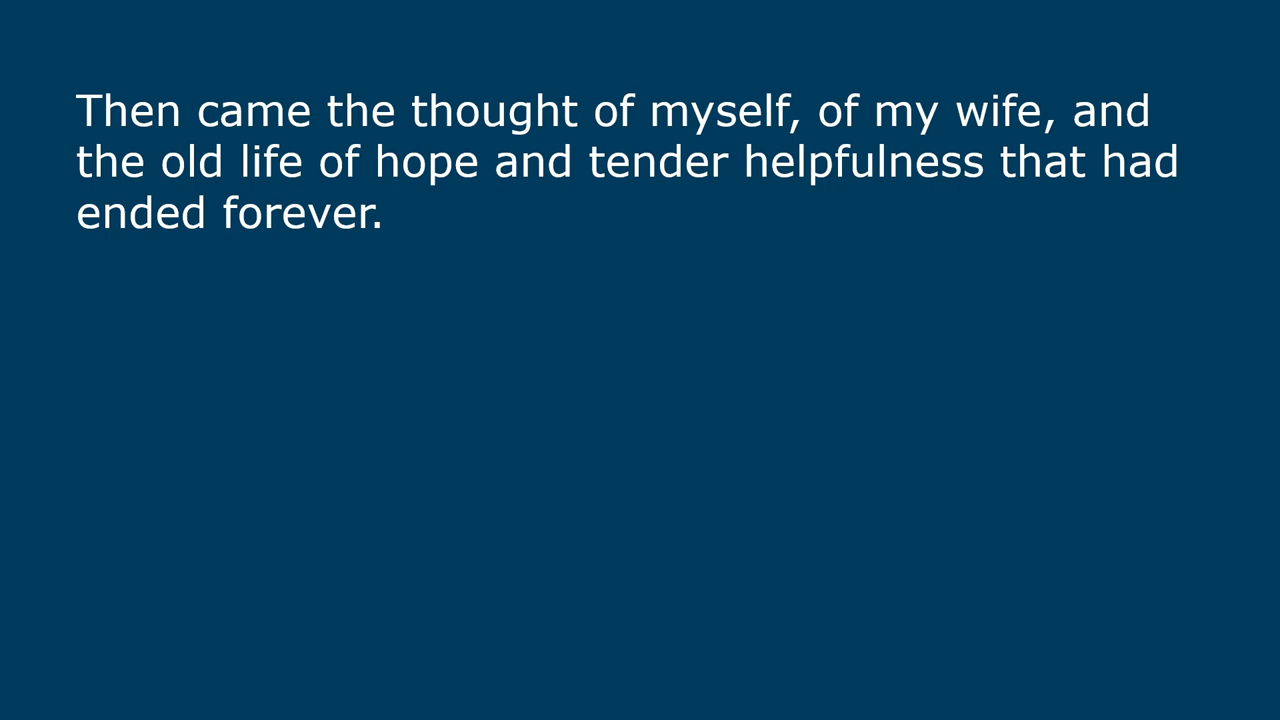 Then came the thought of myself, of my wife, and
the old life of hope and tender helpfulness that had
ended forever.